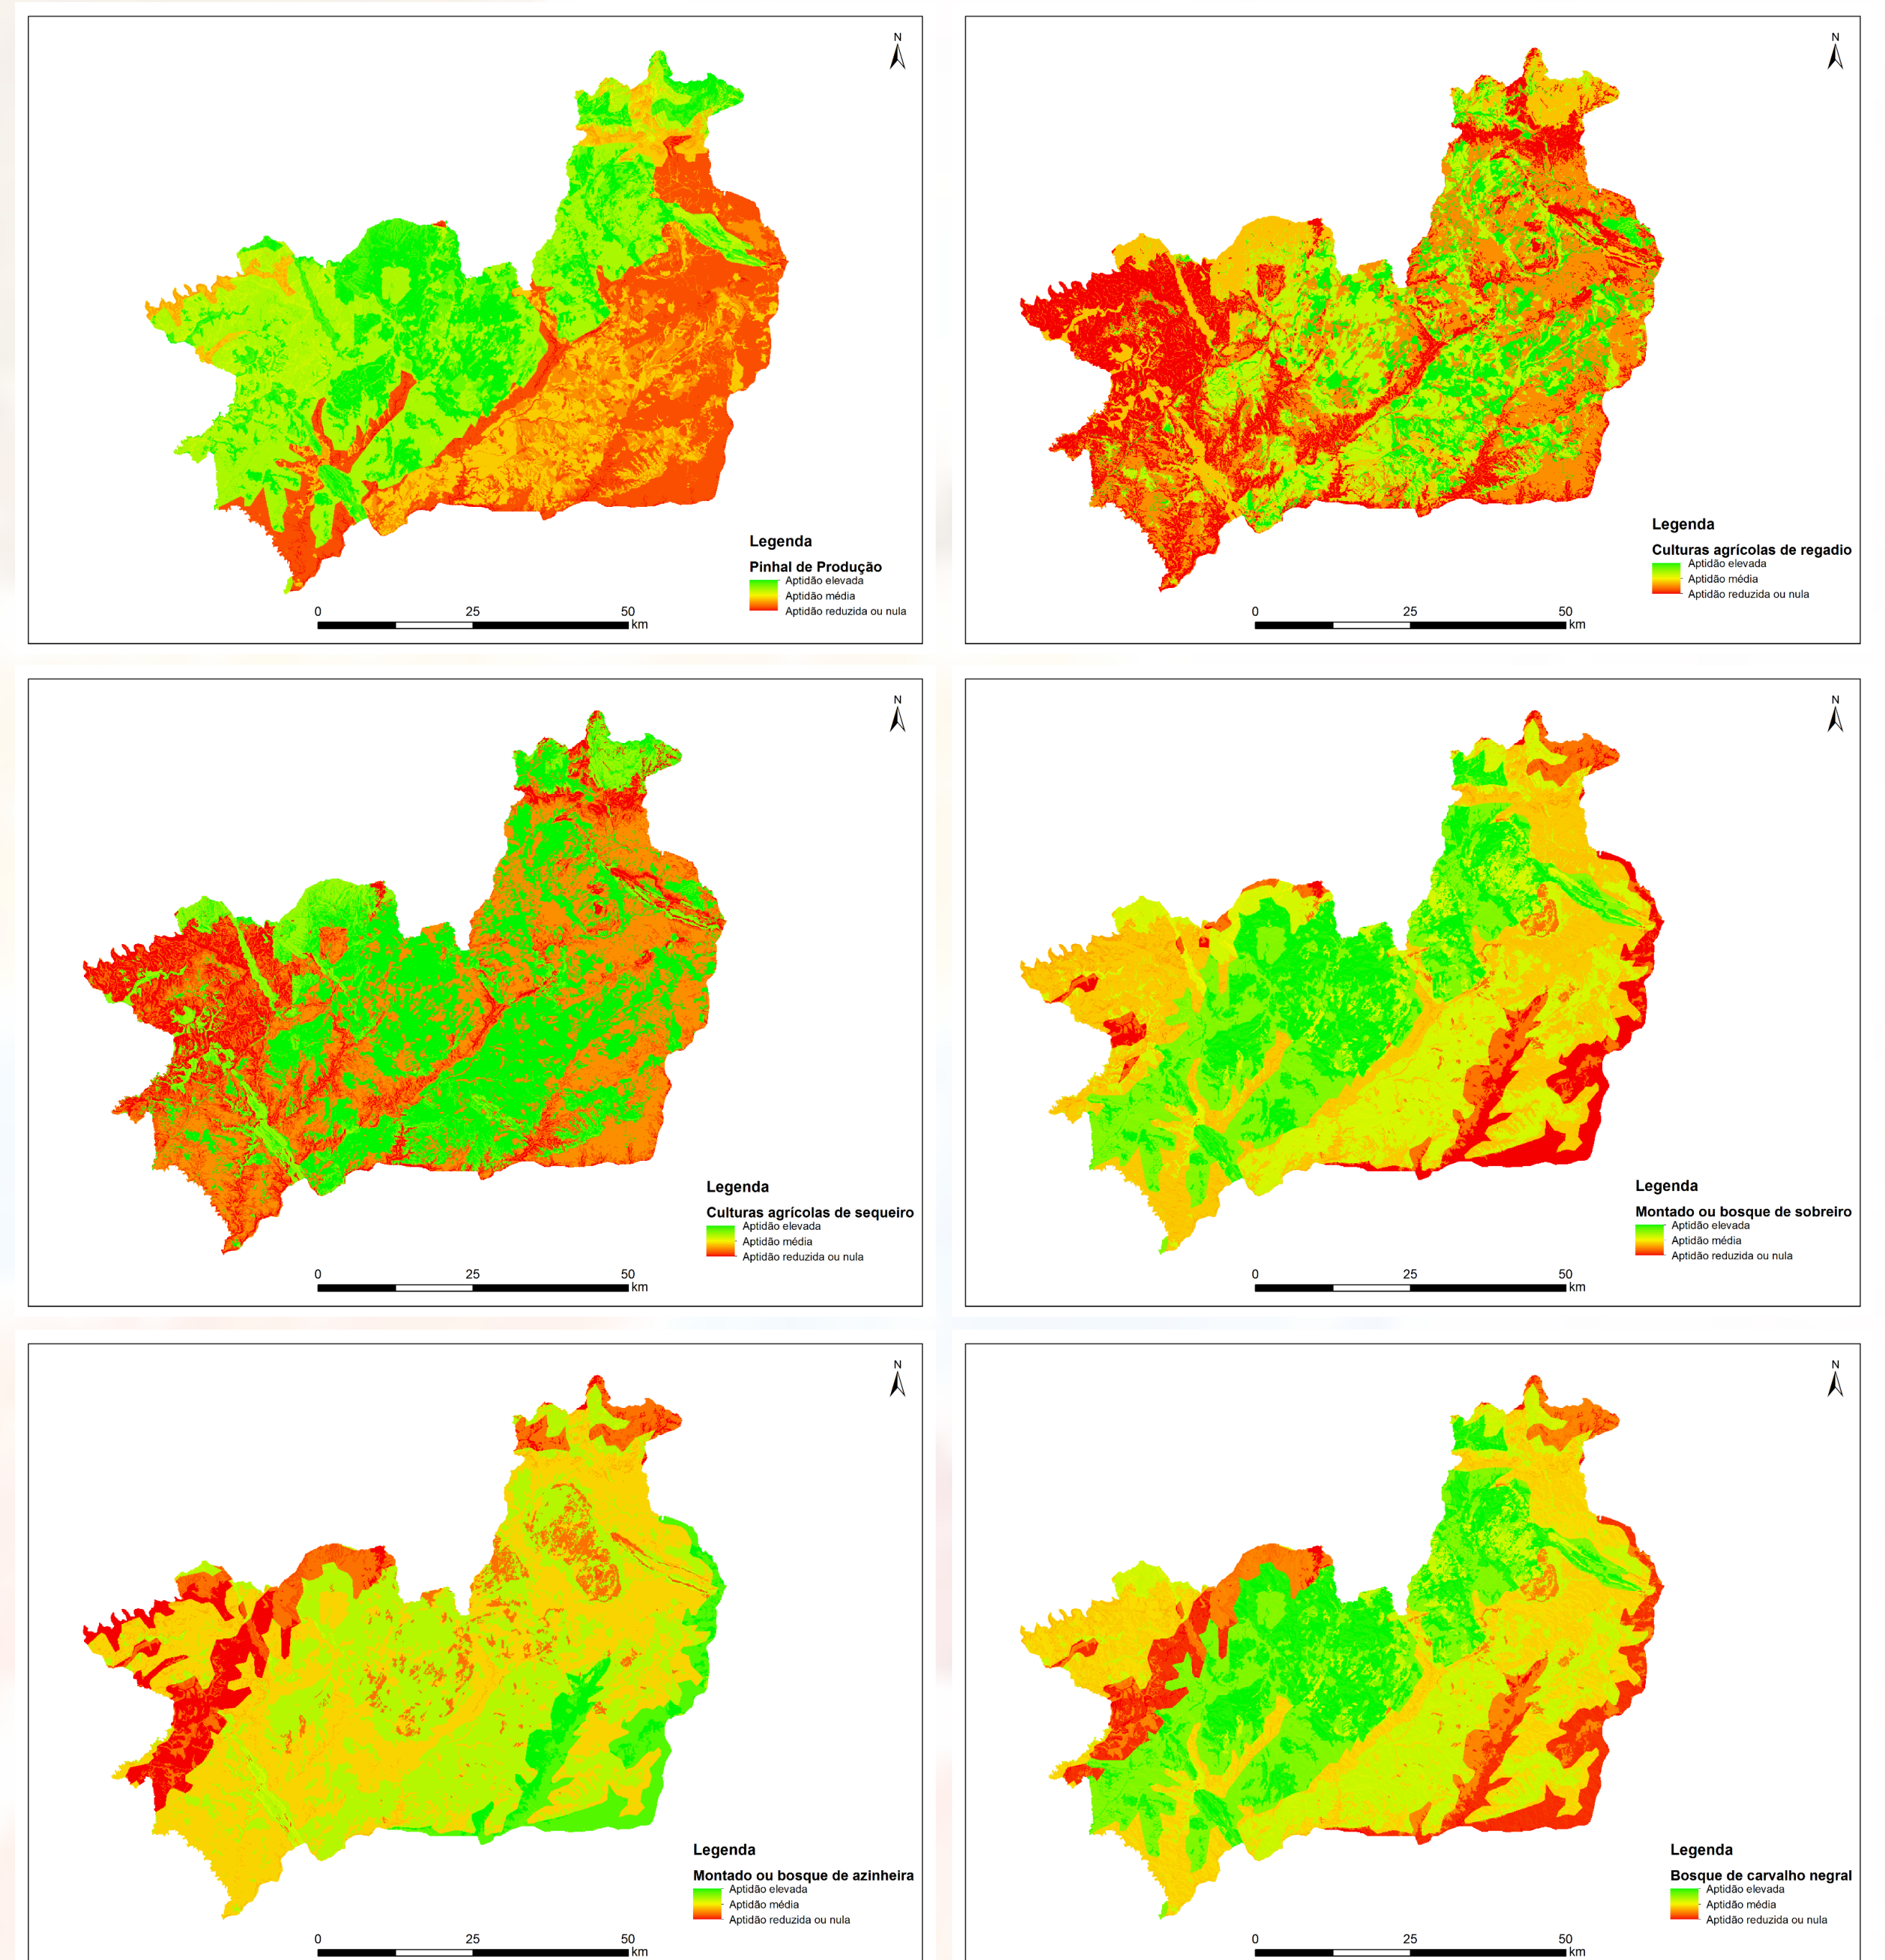 N
Legenda
Pinhal de Produção
Aptidão elevada
Aptidão média
Aptidão reduzida ou nula
0 25 50
km
N
Legenda
Culturas agrícolas de regadio
Aptidão elevada
Aptidão média
Aptidão reduzida ou nula
0 25 50
km
N
Legenda
Culturas agrícolas de sequeiro
Aptidão elevada
Aptidão média
Aptidão reduzida ou nula
0 25 50
km
N
Legenda
Montado ou bosque de sobreiro
Aptidão elevada
Aptidão média
Aptidão reduzida ou nula
0 25 50
km
N
Legenda
Montado ou bosque de azinheira
Aptidão elevada
Aptidão média
Aptidão reduzida ou nula
0 25 50
km
N
Legenda
Bosque de carvalho negral
Aptidão elevada
Aptidão média
Aptidão reduzida ou nula
0 25 50
km